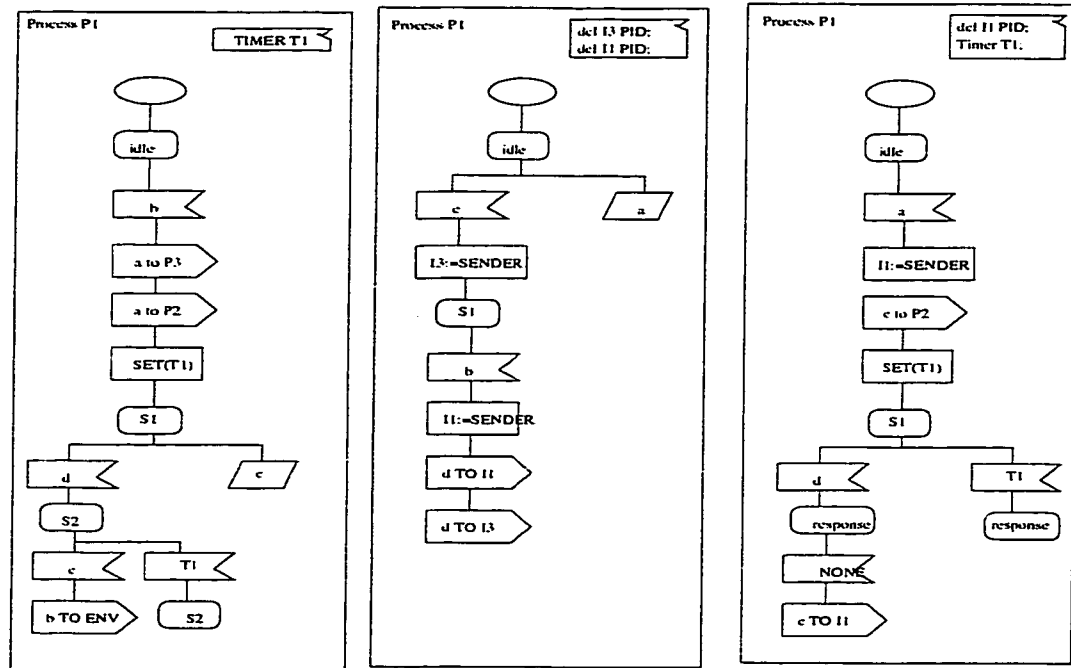 Process P1
TIMER T1
idle
b
a to P3
a to P2
SET(T1)
S1
d
c
S2
c
T1
b TO ENV
S2
Process P1
dcl I3 PID;
dcl I1 PID;
idle
e
a
I3:=SENDER
S1
b
I1:=SENDER
d TO I1
d TO I3
Process P1
dcl I1 PID;
Timer T1;
idle
a
I1:=SENDER
e to P2
SET(T1)
S1
d
T1
response
response
NONE
c TO I1